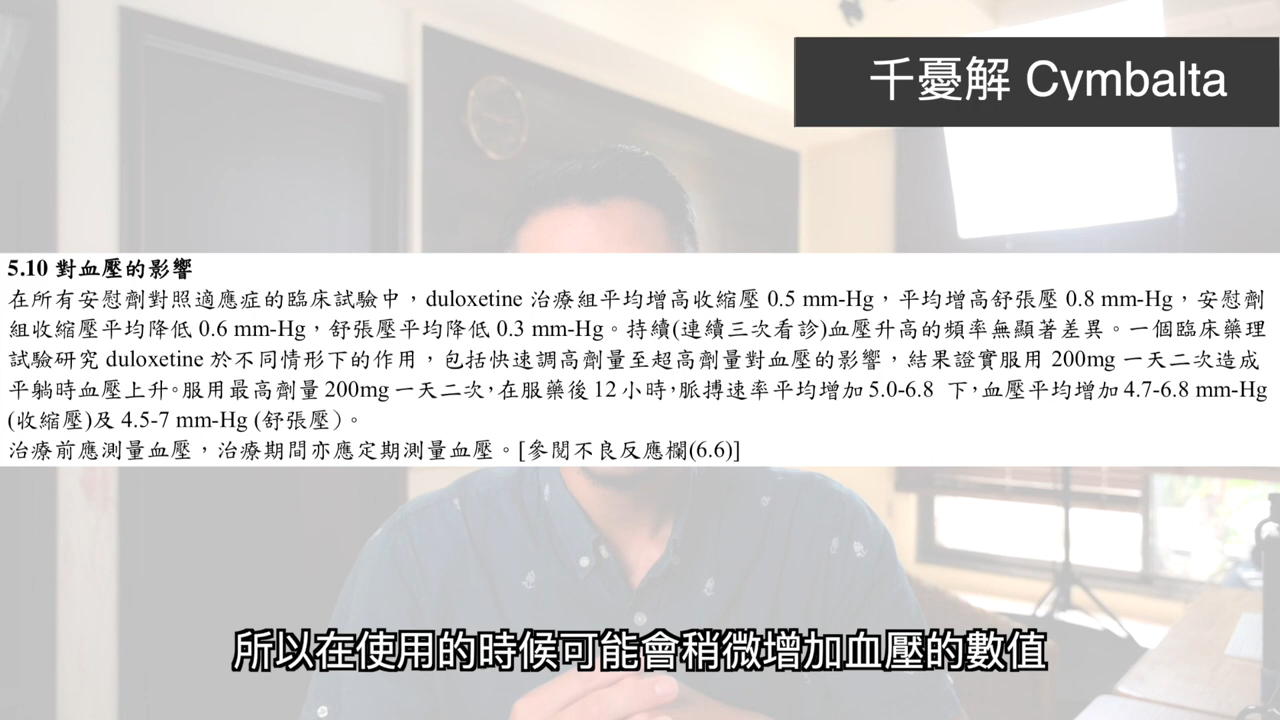 千憂解 Cymbalta
5.10 對血壓的影響
在所有安慰劑對照適應症的臨床試驗中，duloxetine 治療組平均增高收縮壓 0.5 mm-Hg，平均增高舒張壓 0.8 mm-Hg，安慰劑
組收縮壓平均降低 0.6 mm-Hg，舒張壓平均降低 0.3 mm-Hg。持續(連續三次看診)血壓升高的頻率無顯著差異。一個臨床藥理
試驗研究 duloxetine 於不同情形下的作用，包括快速調高劑量至超高劑量對血壓的影響，結果證實服用 200mg 一天二次造成
平躺時血壓上升。服用最高劑量 200mg 一天二次，在服藥後 12 小時，脈搏速率平均增加 5.0-6.8 下，血壓平均增加 4.7-6.8 mm-Hg
(收縮壓)及 4.5-7 mm-Hg (舒張壓)。
治療前應測量血壓，治療期間亦應定期測量血壓。[參閱不良反應欄(6.6)]
所以在使用的時候可能會稍微增加血壓的數值